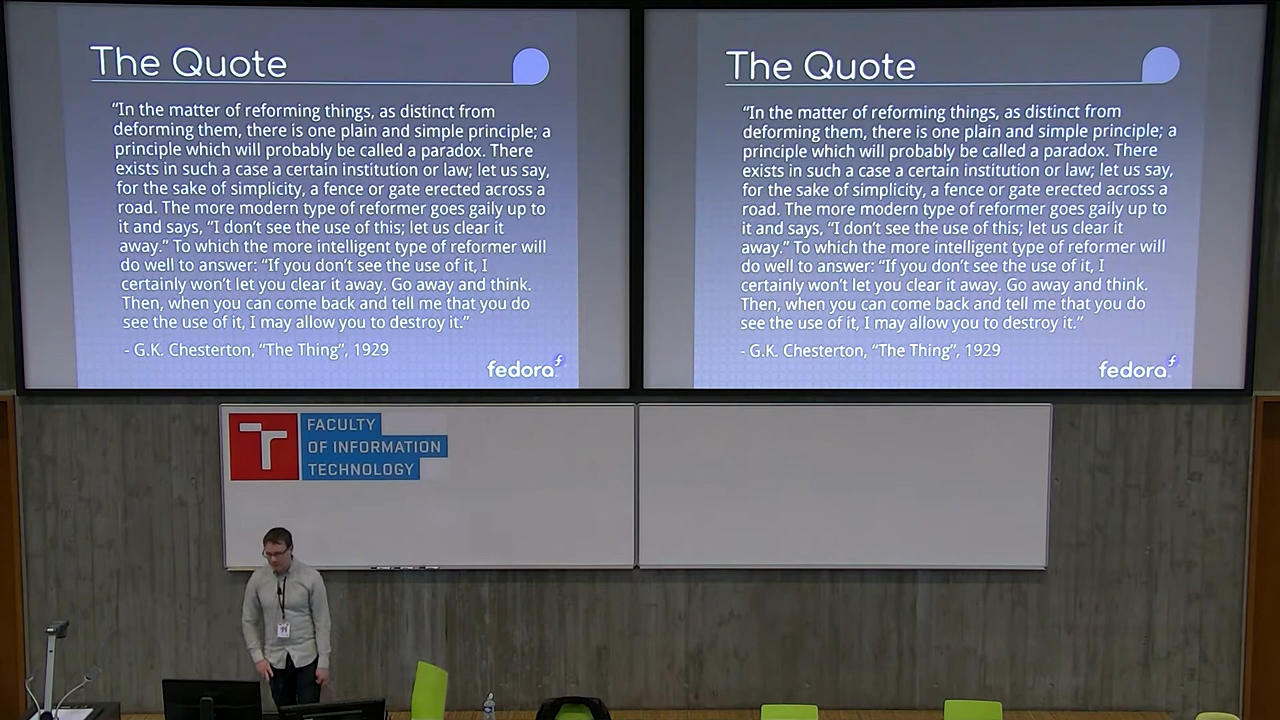 The Quote
“In the matter of reforming things, as distinct from
deforming them, there is one plain and simple principle; a
principle which will probably be called a paradox. There
exists in such a case a certain institution or law; let us say,
for the sake of simplicity, a fence or gate erected across a
road. The more modern type of reformer goes gaily up to
it and says, “I don’t see the use of this; let us clear it
away.” To which the more intelligent type of reformer will
do well to answer: “If you don’t see the use of it, I
certainly won’t let you clear it away. Go away and think.
Then, when you can come back and tell me that you do
see the use of it, I may allow you to destroy it.”
- G.K. Chesterton, “The Thing”, 1929
fedora
The Quote
“In the matter of reforming things, as distinct from
deforming them, there is one plain and simple principle; a
principle which will probably be called a paradox. There
exists in such a case a certain institution or law; let us say,
for the sake of simplicity, a fence or gate erected across a
road. The more modern type of reformer goes gaily up to
it and says, “I don’t see the use of this; let us clear it
away.” To which the more intelligent type of reformer will
do well to answer: “If you don’t see the use of it, I
certainly won’t let you clear it away. Go away and think.
Then, when you can come back and tell me that you do
see the use of it, I may allow you to destroy it.”
- G.K. Chesterton, “The Thing”, 1929
fedora
FACULTY
OF INFORMATION
TECHNOLOGY